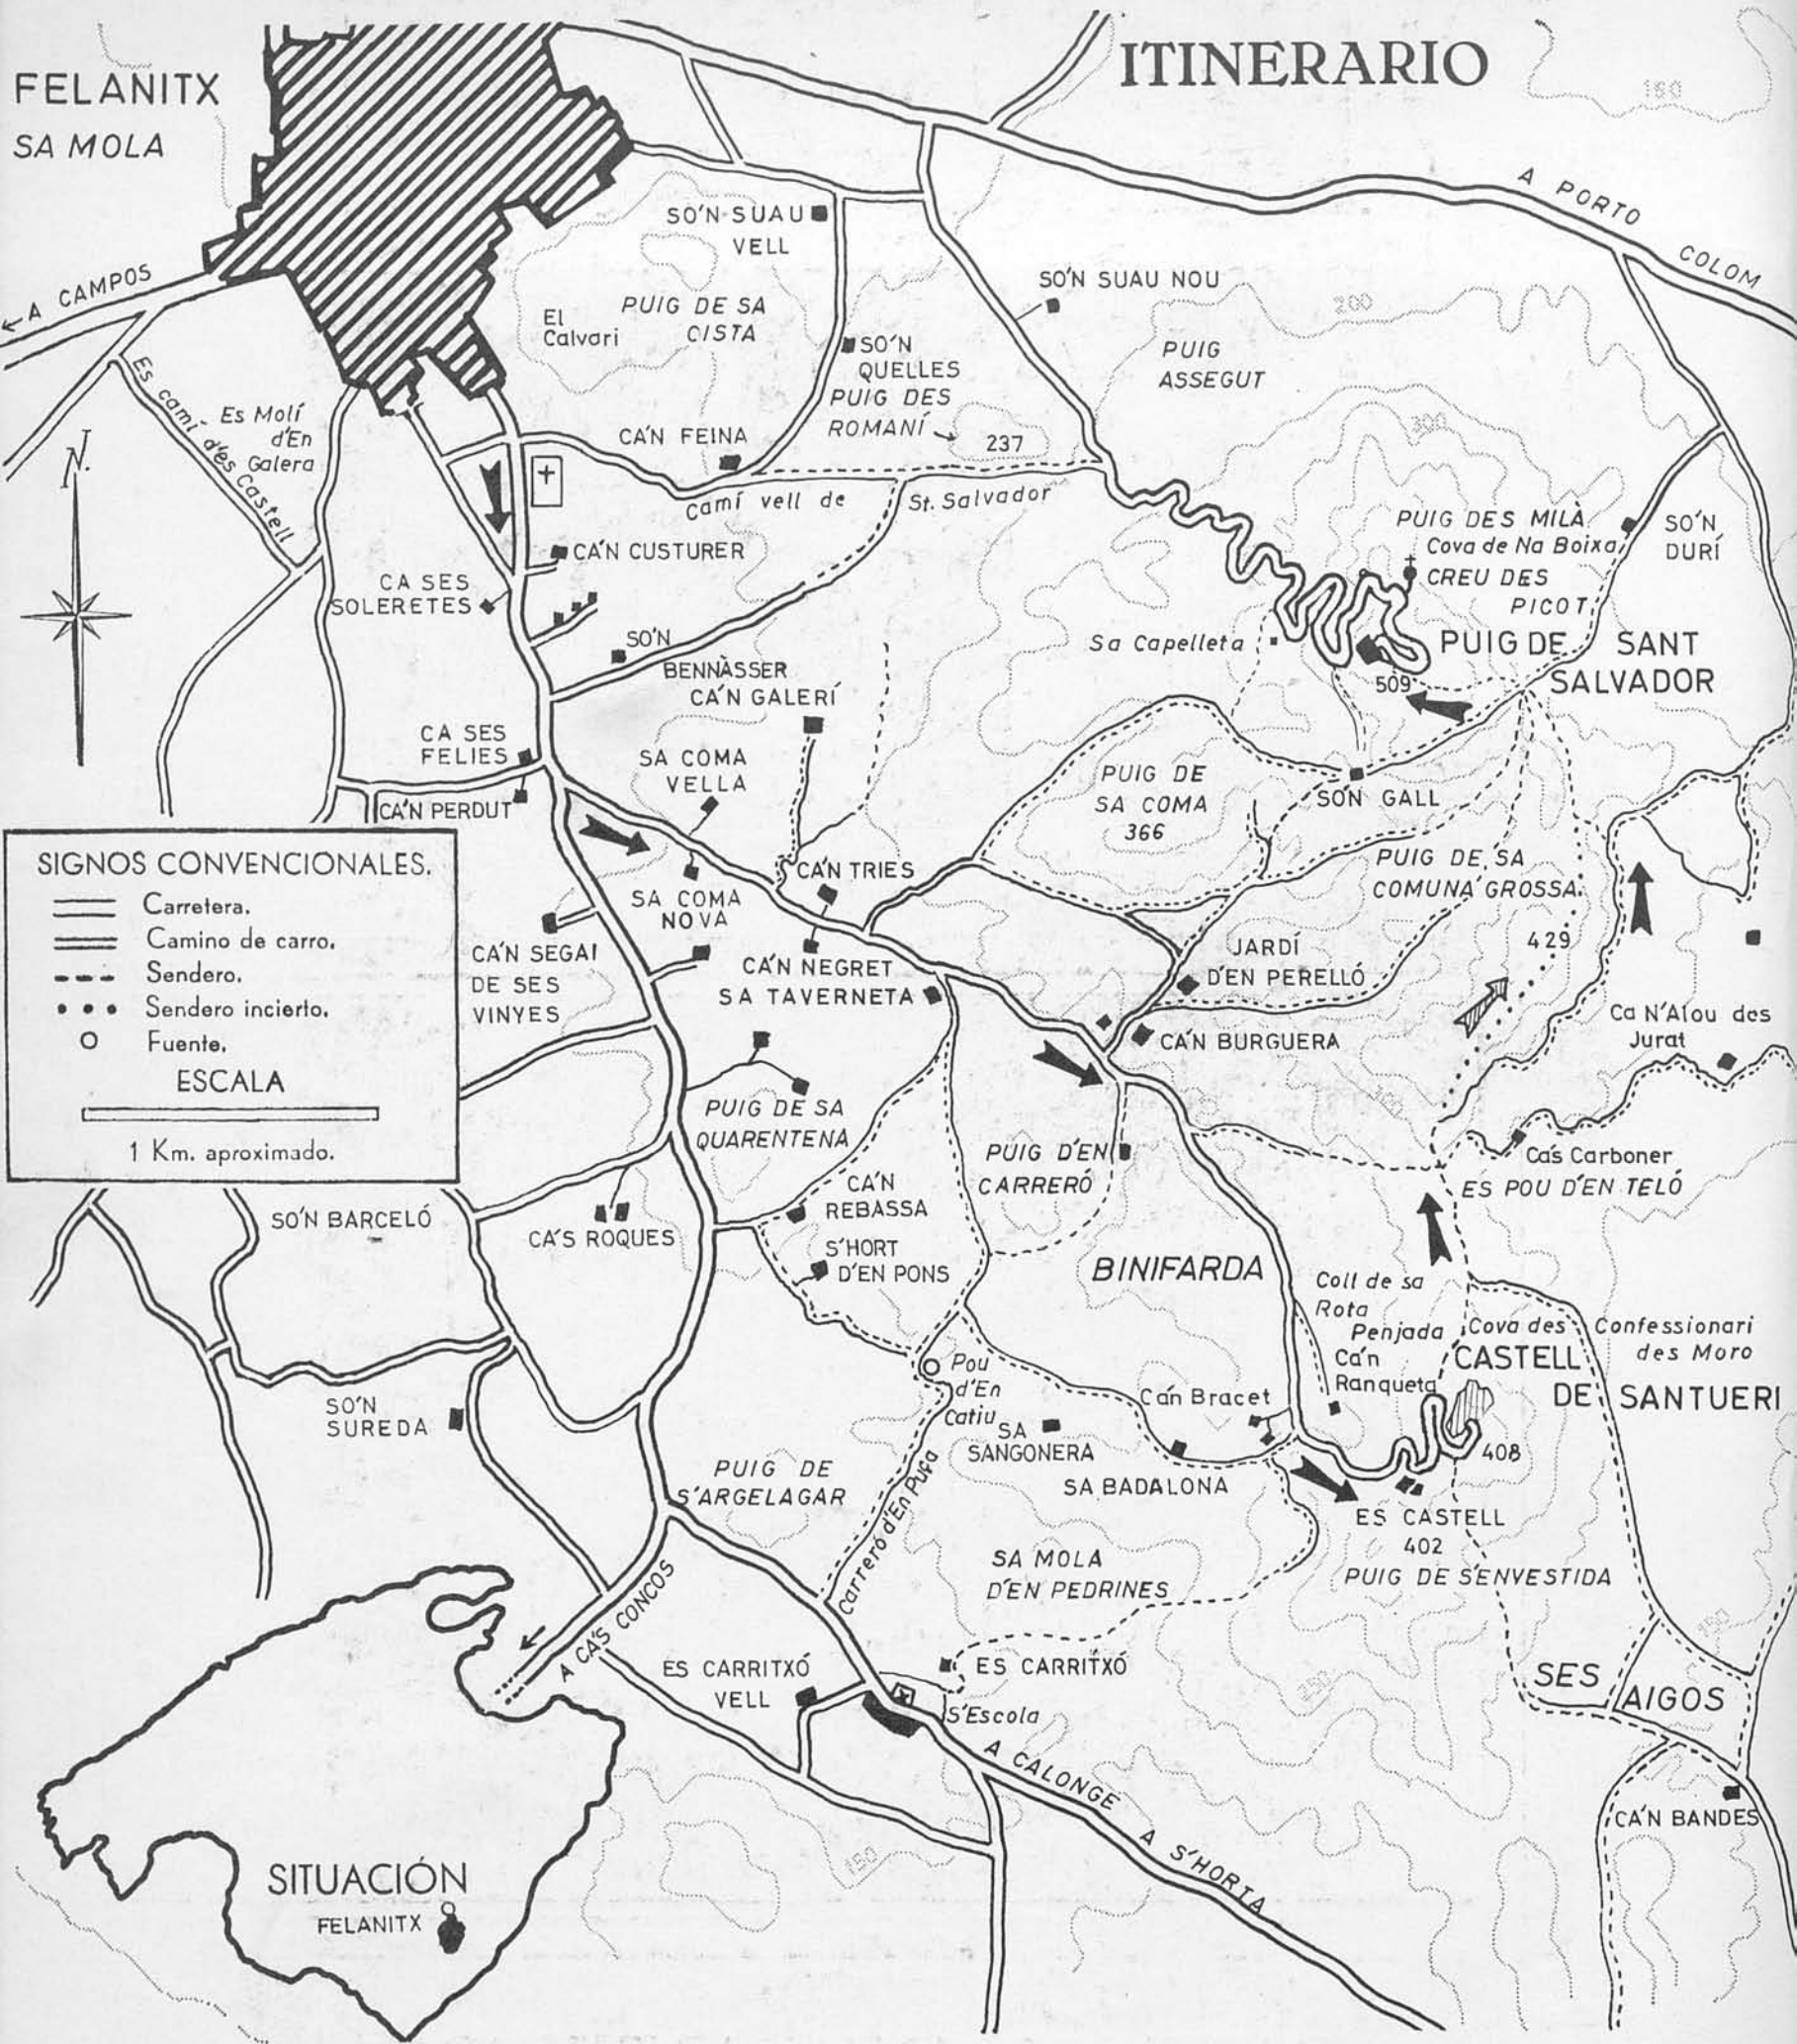 ITINERARIO
FELANITX
SA MOLA
150
A PORTO
COLOM
← A CAMPOS
SO'N SUAU
VELL
SO'N SUAU NOU
El
Calvari
PUIG DE SA
CISTA
200
SO'N
QUELLES
PUIG
ASSEGUT
Es camí d'es Castell
Es Molí
d'En
Galera
PUIG DES
ROMANÍ
237
300
CA'N FEINA
N.
Camí vell de St. Salvador
PUIG DES MILÀ
Cova de Na Boixa
SO'N
DURÍ
CA'N CUSTURER
CREU DES
PICOT
CA SES
SOLERETES
SO'N
BENNÀSSER
Sa Capelleta
PUIG DE SANT
SALVADOR
509
CA'N GALERÍ
CA SES
FELIES
SA COMA
VELLA
CA'N PERDUT
PUIG DE
SA COMA
366
SON GALL
SIGNOS CONVENCIONALES.
Carretera.
Camino de carro.
Sendero.
Sendero incierto.
Fuente.
ESCALA
1 Km. aproximado.
CA'N TRIES
SA COMA
NOVA
PUIG DE SA
COMUNA GROSSA
429
CA'N SEGAI
DE SES
VINYES
CA'N NEGRET
SA TAVERNETA
JARDÍ
D'EN PERELLÓ
CA'N BURGUERA
Ca N'Alou des
Jurat
PUIG DE SA
QUARENTENA
PUIG D'EN
CARRERÓ
Cas Carboner
ES POU D'EN TELÓ
CA'N
REBASSA
SO'N BARCELÓ
CA'S ROQUES
S'HORT
D'EN PONS
BINIFARDA
Coll de sa
Rota
Penjada
Cova des
Confessionari
des Moro
Ca'n
Ranqueta
CASTELL
DE SANTUERI
408
Pou
d'En
Catiu
Can Bracet
SO'N
SUREDA
SA
SANGONERA
SA BADALONA
ES CASTELL
402
PUIG DE S'ENVESTIDA
PUIG DE
S'ARGELAGAR
Carreró d'En Puça
SA MOLA
D'EN PEDRINES
A CA'S CONCOS
ES CARRITXÓ
VELL
ES CARRITXÓ
S'Escola
SES
AIGOS
A CALONGE
A S'HORTA
CA'N BANDES
150
SITUACIÓN
FELANITX